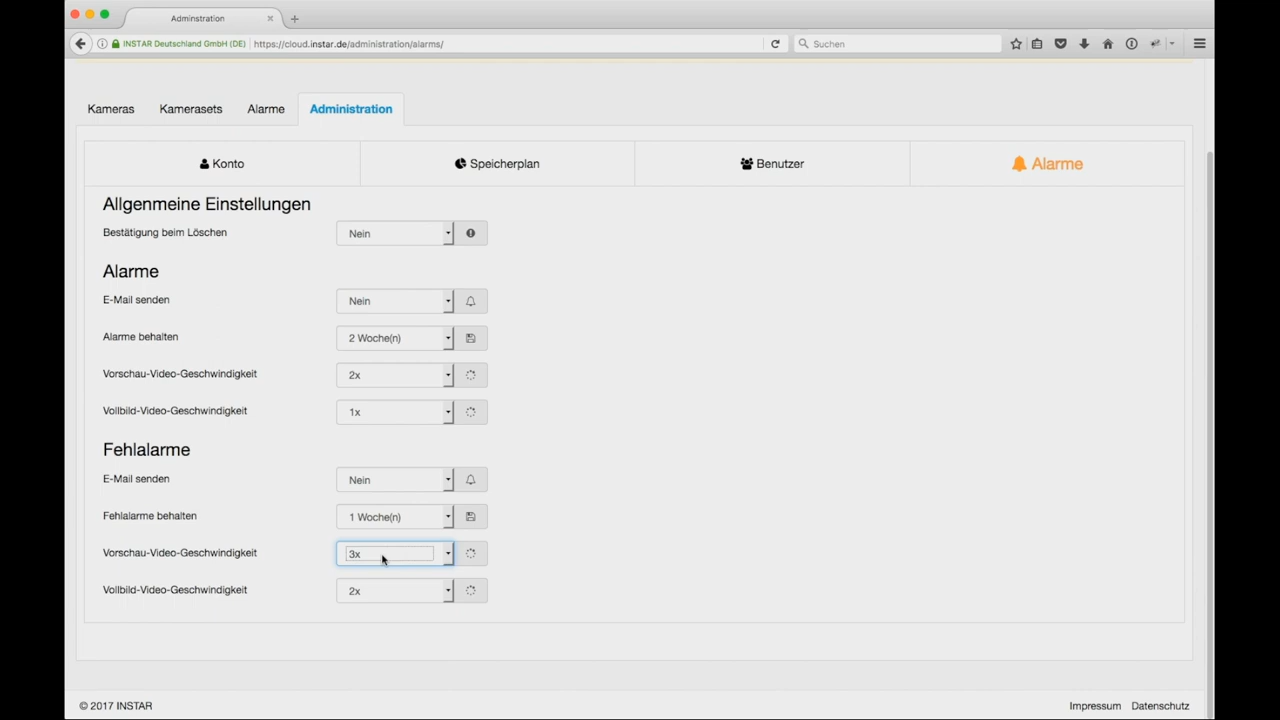 Adminstration
INSTAR Deutschland GmbH (DE) https://cloud.instar.de/administration/alarms/ Suchen
Kameras Kamerasets Alarme Administration
Konto Speicherplan Benutzer Alarme
Allgenmeine Einstellungen
Bestätigung beim Löschen Nein
Alarme
E-Mail senden Nein
Alarme behalten 2 Woche(n)
Vorschau-Video-Geschwindigkeit 2x
Vollbild-Video-Geschwindigkeit 1x
Fehlalarme
E-Mail senden Nein
Fehlalarme behalten 1 Woche(n)
Vorschau-Video-Geschwindigkeit 3x
Vollbild-Video-Geschwindigkeit 2x
© 2017 INSTAR Impressum Datenschutz